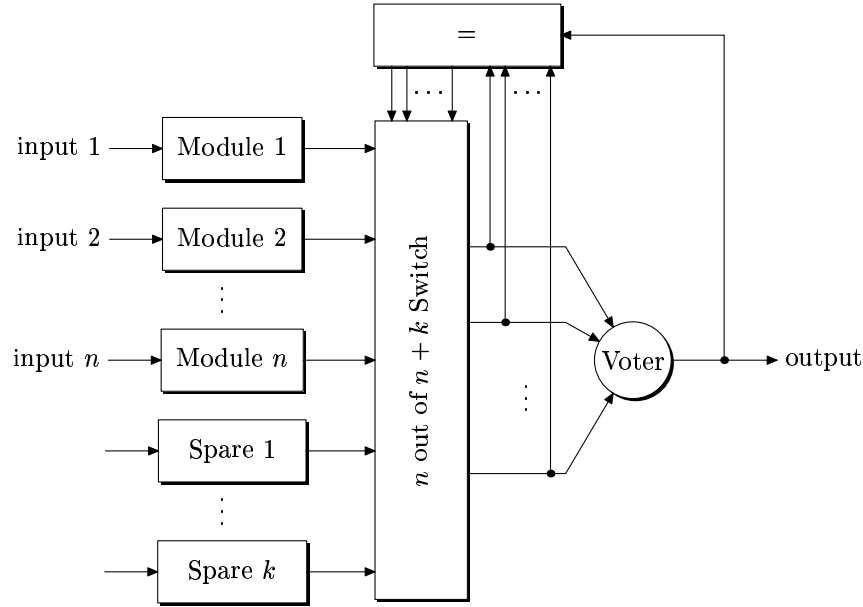 =
input 1
Module 1
input 2
Module 2
input n
Module n
Spare 1
Spare k
n out of n + k Switch
Voter
output